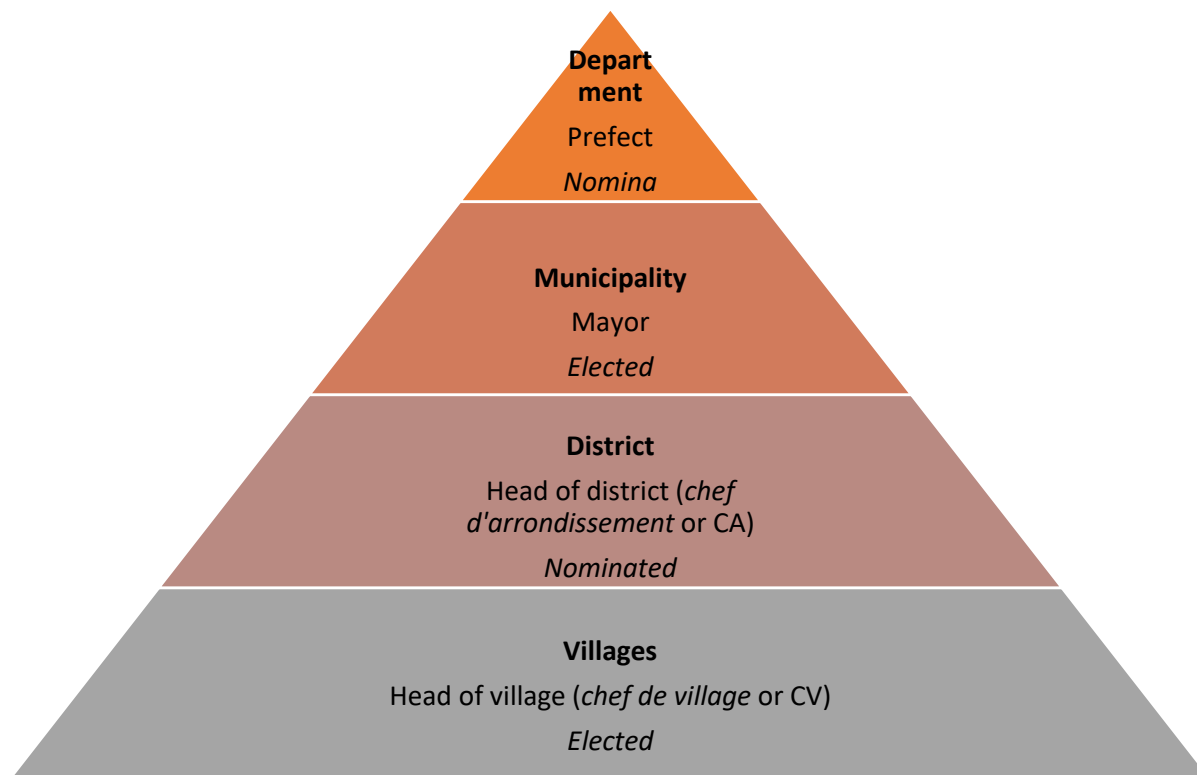 Depart
ment
Prefect
Nomina
Municipality
Mayor
Elected
District
Head of district (chef
d'arrondissement or CA)
Nominated
Villages
Head of village (chef de village or CV)
Elected